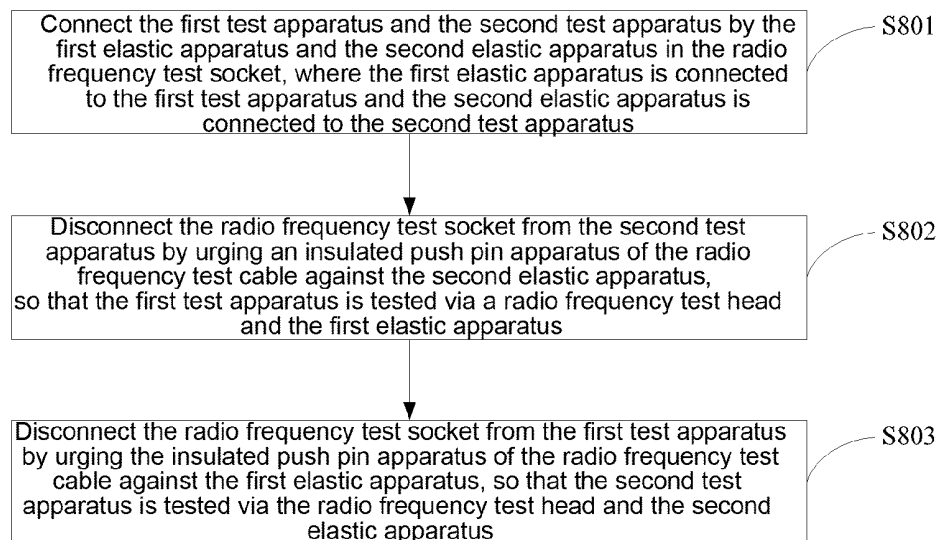 Connect the first test apparatus and the second test apparatus by the
first elastic apparatus and the second elastic apparatus in the radio
frequency test socket, where the first elastic apparatus is connected
to the first test apparatus and the second elastic apparatus is
connected to the second test apparatus
S801
Disconnect the radio frequency test socket from the second test
apparatus by urging an insulated push pin apparatus of the radio
frequency test cable against the second elastic apparatus,
so that the first test apparatus is tested via a radio frequency test head
and the first elastic apparatus
S802
Disconnect the radio frequency test socket from the first test apparatus
by urging the insulated push pin apparatus of the radio frequency test
cable against the first elastic apparatus, so that the second test
apparatus is tested via the radio frequency test head and the second
elastic apparatus
S803